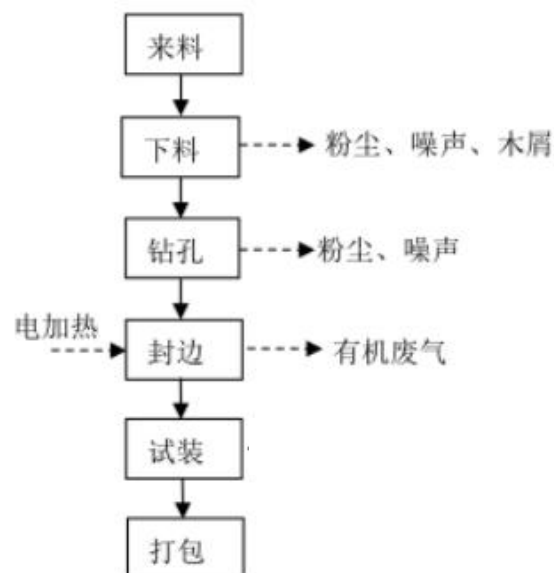 来料
下料
粉尘、噪声、木屑
钻孔
粉尘、噪声
电加热
封边
有机废气
试装
打包